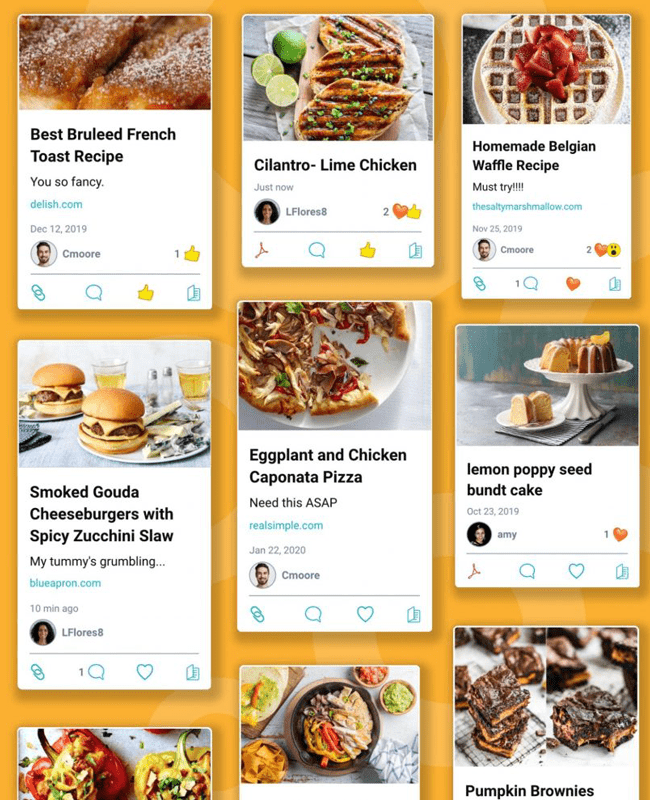 Best Bruleed French
Toast Recipe
You so fancy.
delish.com
Dec 12, 2019
Cmoore
1
Smoked Gouda
Cheeseburgers with
Spicy Zucchini Slaw
My tummy's grumbling...
blueapron.com
10 min ago
LFlores8
1
Cilantro- Lime Chicken
Just now
LFlores8
2
Eggplant and Chicken
Caponata Pizza
Need this ASAP
realsimple.com
Jan 22, 2020
Cmoore
Homemade Belgian
Waffle Recipe
Must try!!!!
thesaltymarshmallow.com
Nov 25, 2019
Cmoore
2
1
lemon poppy seed
bundt cake
Oct 23, 2019
amy
1
Pumpkin Brownies